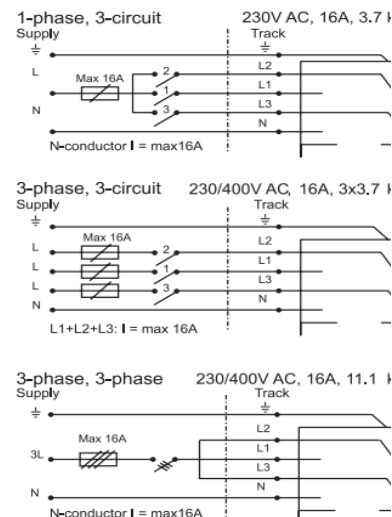 1-phase, 3-circuit 230V AC, 16A, 3.7 k
Supply Track
L2
L Max 16A 2
1 L1
3 L3
N N
N-conductor I = max16A
3-phase, 3-circuit 230/400V AC, 16A, 3x3.7 k
Supply Track
Max 16A L2
L 2
L 1 L1
L 3 L3
N N
L1+L2+L3: I = max 16A
3-phase, 3-phase 230/400V AC, 16A, 11.1 k
Supply Track
L2
Max 16A
3L L1
L3
N N
N-conductor I = max16A